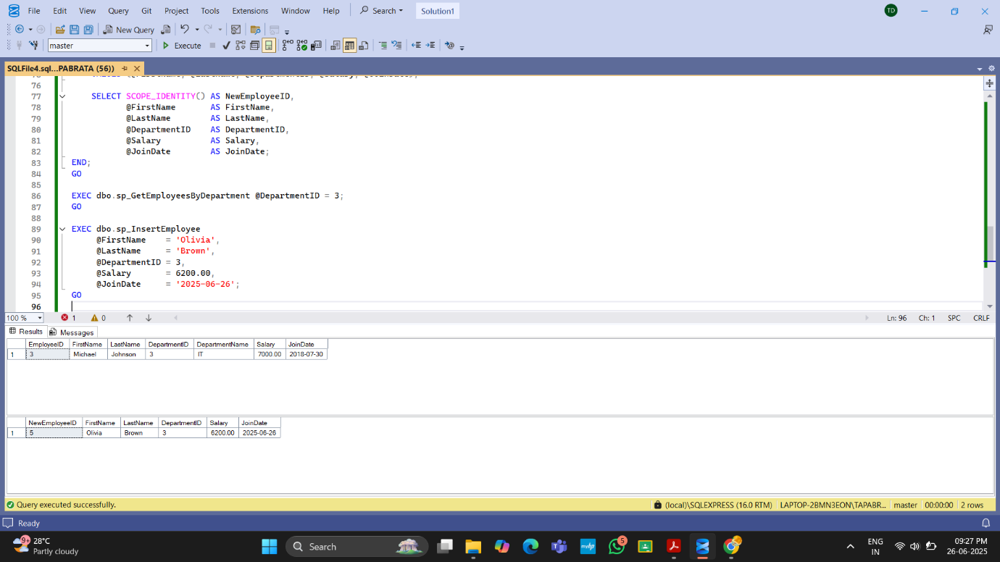 File Edit View Query Git Project Tools Extensions Window Help Search Solution1 TD
New Query
master Execute
SQLFile4.sql...PABRATA (56))
76
77 SELECT SCOPE_IDENTITY() AS NewEmployeeID,
78 @FirstName AS FirstName,
79 @LastName AS LastName,
80 @DepartmentID AS DepartmentID,
81 @Salary AS Salary,
82 @JoinDate AS JoinDate;
83 END;
84 GO
85
86 EXEC dbo.sp_GetEmployeesByDepartment @DepartmentID = 3;
87 GO
88
89 EXEC dbo.sp_InsertEmployee
90 @FirstName = 'Olivia',
91 @LastName = 'Brown',
92 @DepartmentID = 3,
93 @Salary = 6200.00,
94 @JoinDate = '2025-06-26';
95 GO
96
100 % 1 0 Ln: 96 Ch: 1 SPC CRLF
Results Messages
EmployeeID FirstName LastName DepartmentID DepartmentName Salary JoinDate
1 3 Michael Johnson 3 IT 7000.00 2018-07-30
NewEmployeeID FirstName LastName DepartmentID Salary JoinDate
1 5 Olivia Brown 3 6200.00 2025-06-26
Query executed successfully. (local)\SQLEXPRESS (16.0 RTM) LAPTOP-2BMN3EON\TAPABR... master 00:00:00 2 rows
Ready
9+ 28°C
Partly cloudy
Search
myhp
5
ENG
IN
09:27 PM
26-06-2025